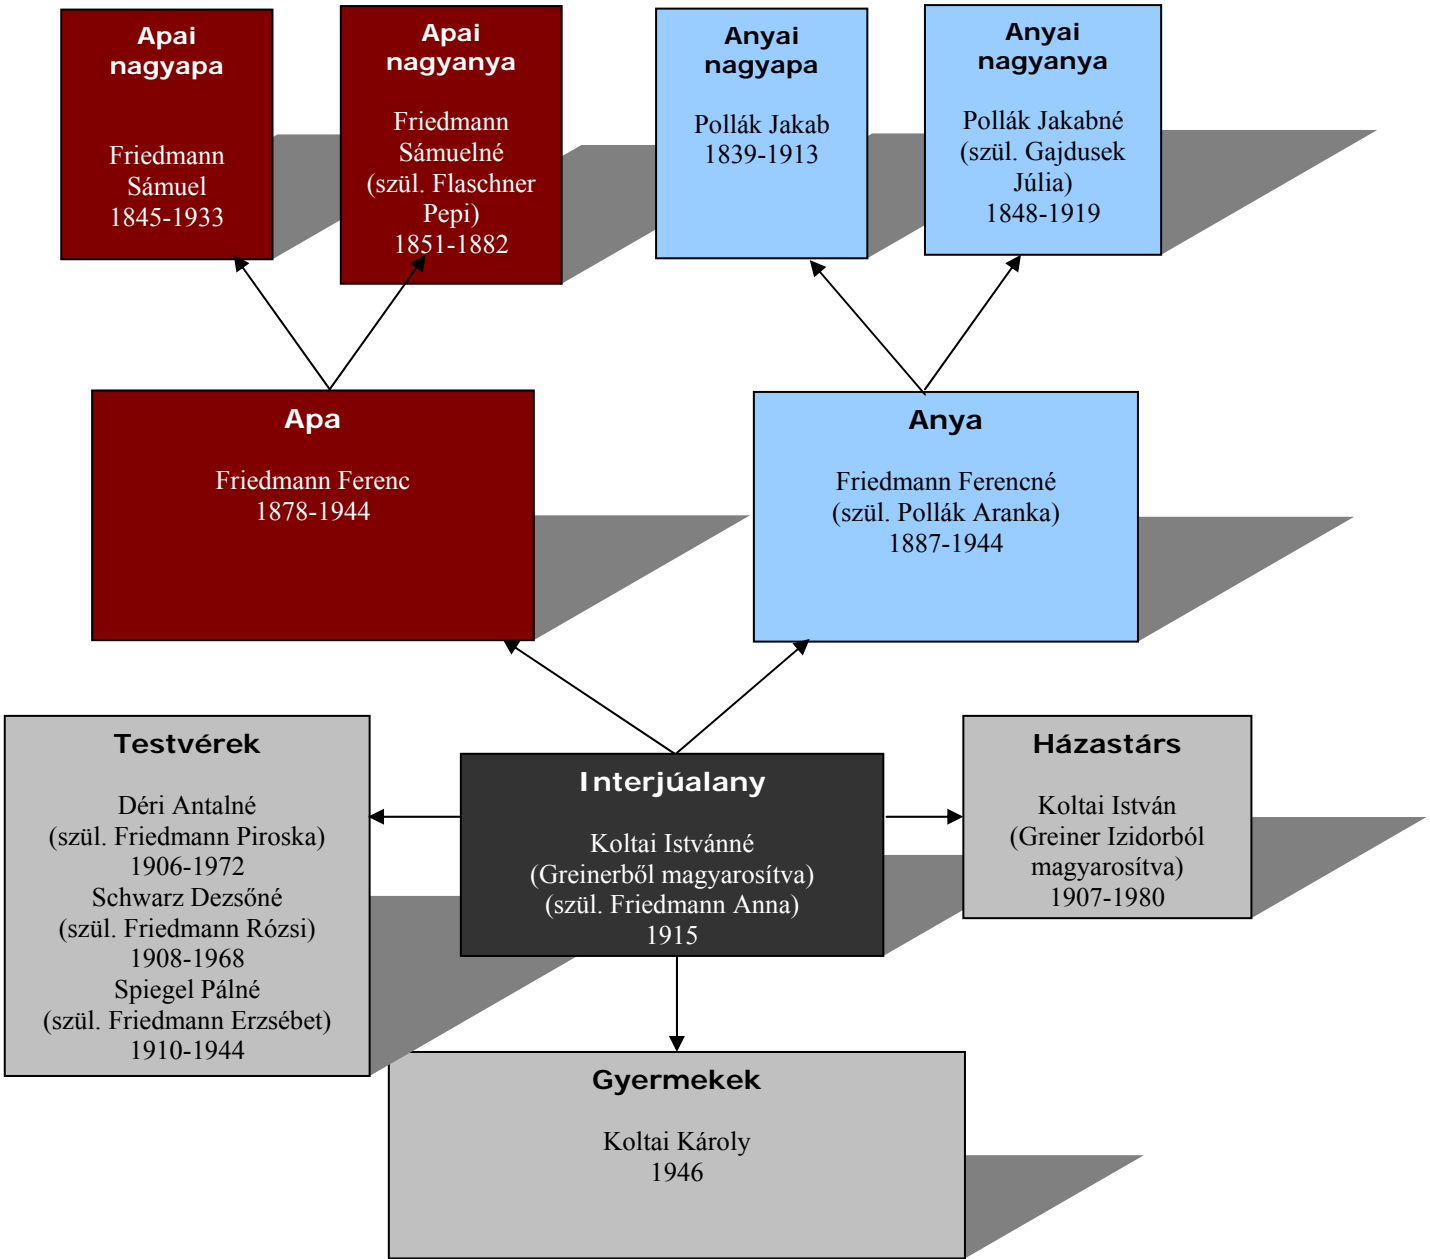 Apai
nagyapa
Friedmann
Sámuel
1845-1933
Apai
nagyanya
Friedmann
Sámuelné
(szül. Flaschner
Pepi)
1851-1882
Anyai
nagyapa
Pollák Jakab
1839-1913
Anyai
nagyanya
Pollák Jakabné
(szül. Gajdusek
Júlia)
1848-1919
Apa
Friedmann Ferenc
1878-1944
Anya
Friedmann Ferencné
(szül. Pollák Aranka)
1887-1944
Testvérek
Déri Antalné
(szül. Friedmann Piroska)
1906-1972
Schwarz Dezsőné
(szül. Friedmann Rózsi)
1908-1968
Spiegel Pálné
(szül. Friedmann Erzsébet)
1910-1944
Interjúalany
Koltai Istvánné
(Greinerből magyarosítva)
(szül. Friedmann Anna)
1915
Házastárs
Koltai István
(Greiner Izidorból
magyarosítva)
1907-1980
Gyermekek
Koltai Károly
1946